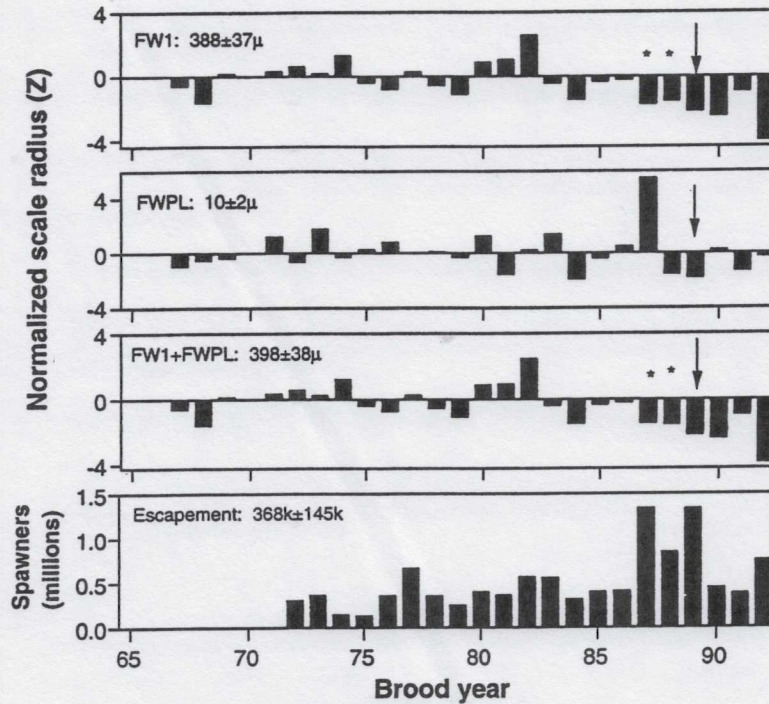 Normalized scale radius (Z)
4
FW1: 388±37µ
* *
0
-4
4
FWPL: 10±2µ
0
-4
4
FW1+FWPL: 398±38µ
* *
0
-4
Spawners
(millions)
1.5
Escapement: 368k±145k
1.0
0.5
0.0
65 70 75 80 85 90
Brood year